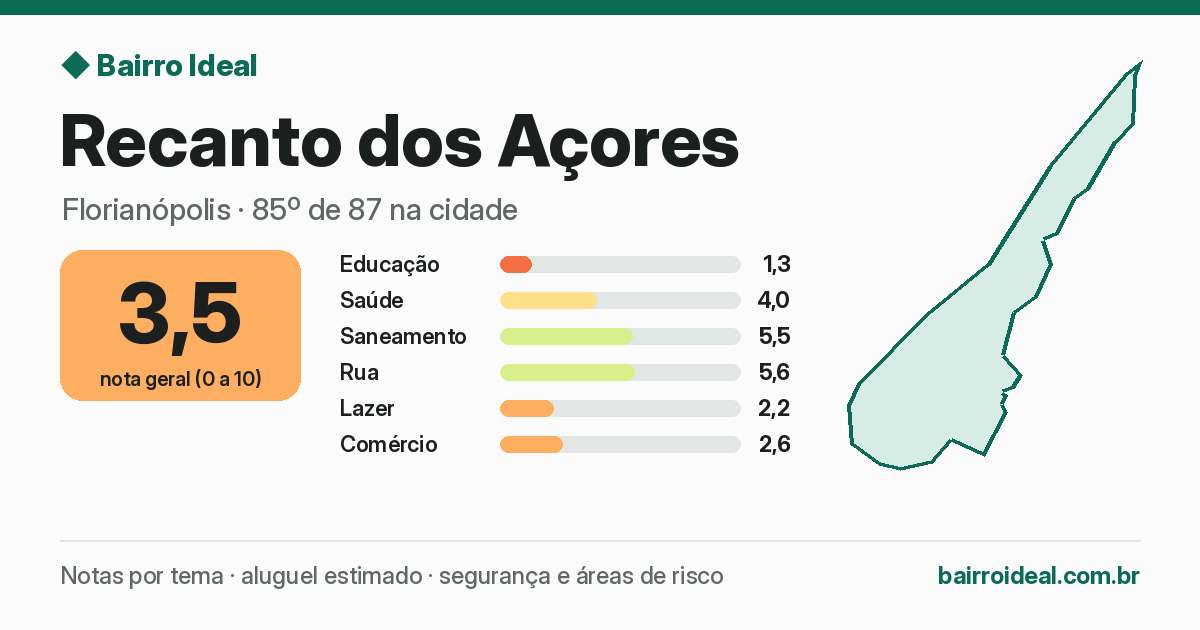 Bairro Ideal
Recanto dos Açores
Florianópolis · 85º de 87 na cidade
3,5
nota geral (0 a 10)
Educação 1,3
Saúde 4,0
Saneamento 5,5
Rua 5,6
Lazer 2,2
Comércio 2,6
Notas por tema · aluguel estimado · segurança e áreas de risco
bairroideal.com.br